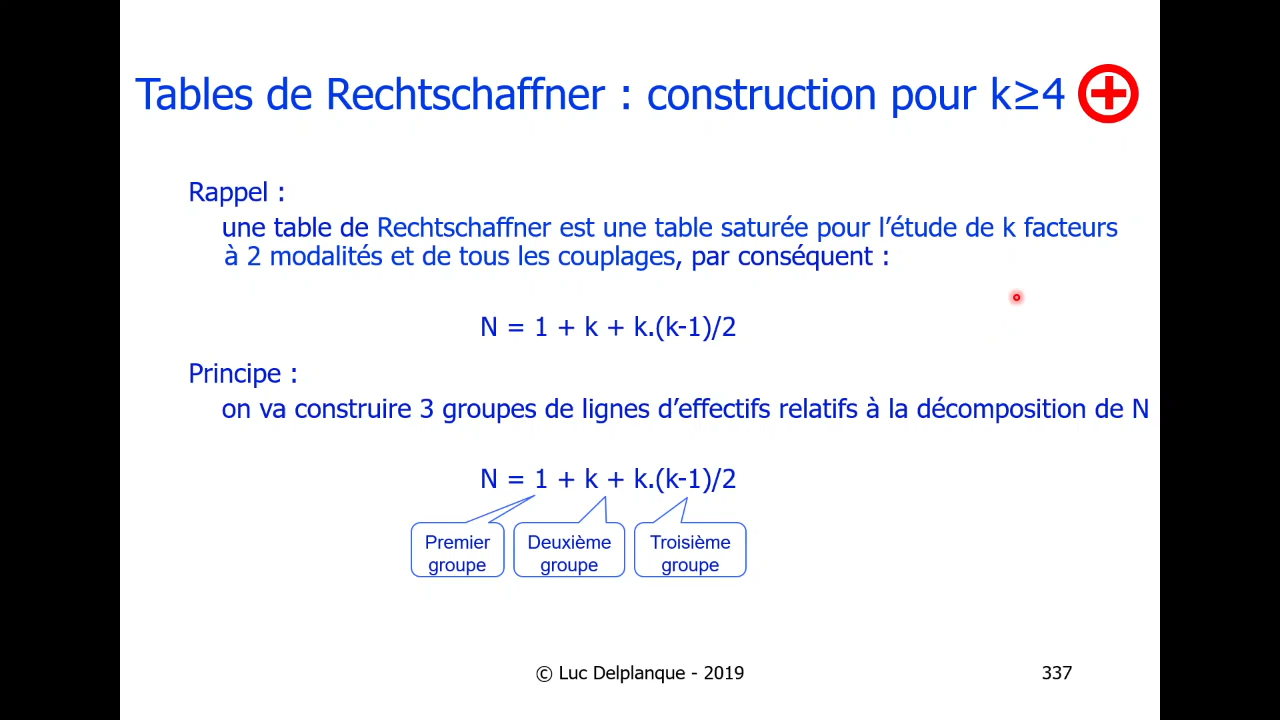 Tables de Rechtschaffner : construction pour k≥4
Rappel :
une table de Rechtschaffner est une table saturée pour l’étude de k facteurs
à 2 modalités et de tous les couplages, par conséquent :
N = 1 + k + k.(k-1)/2
Principe :
on va construire 3 groupes de lignes d’effectifs relatifs à la décomposition de N
N = 1 + k + k.(k-1)/2
Premier
groupe
Deuxième
groupe
Troisième
groupe
© Luc Delplanque - 2019
337